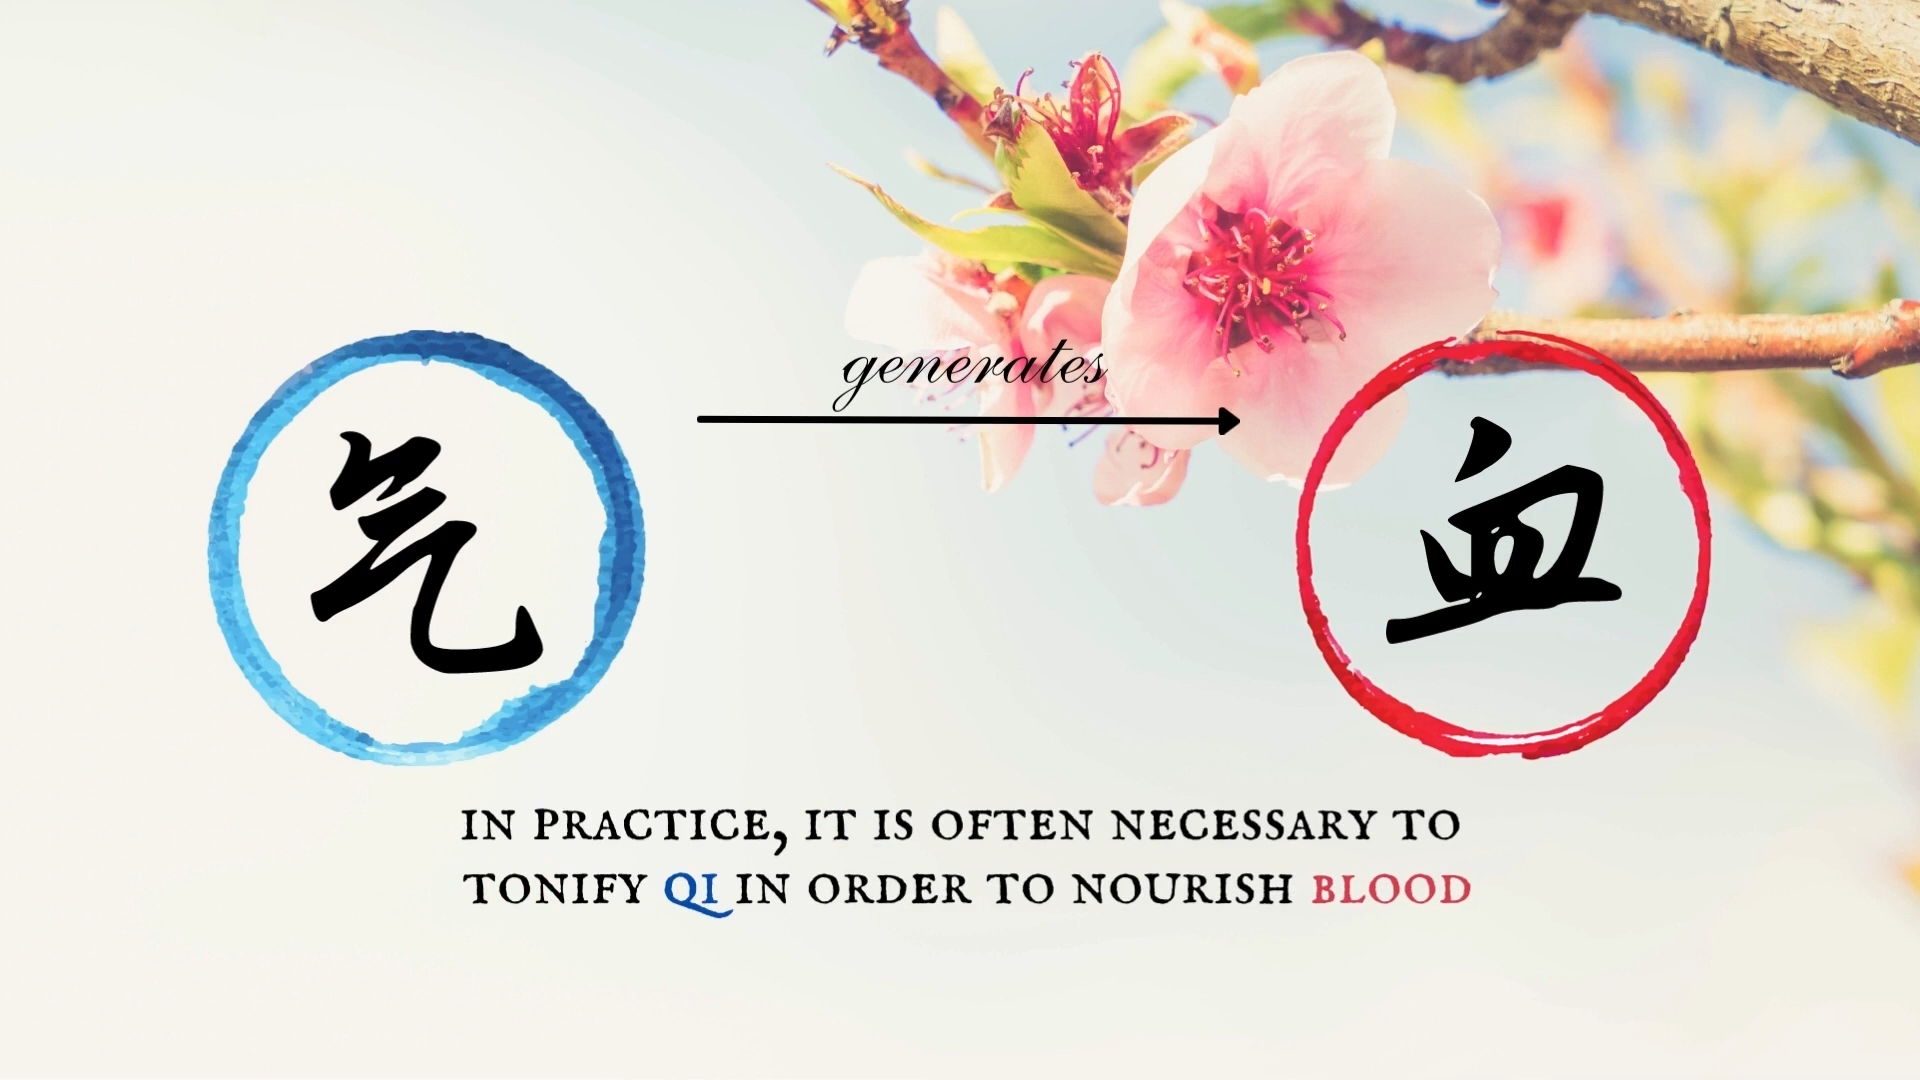 generates
气
血
IN PRACTICE, IT IS OFTEN NECESSARY TO
TONIFY QI IN ORDER TO NOURISH BLOOD